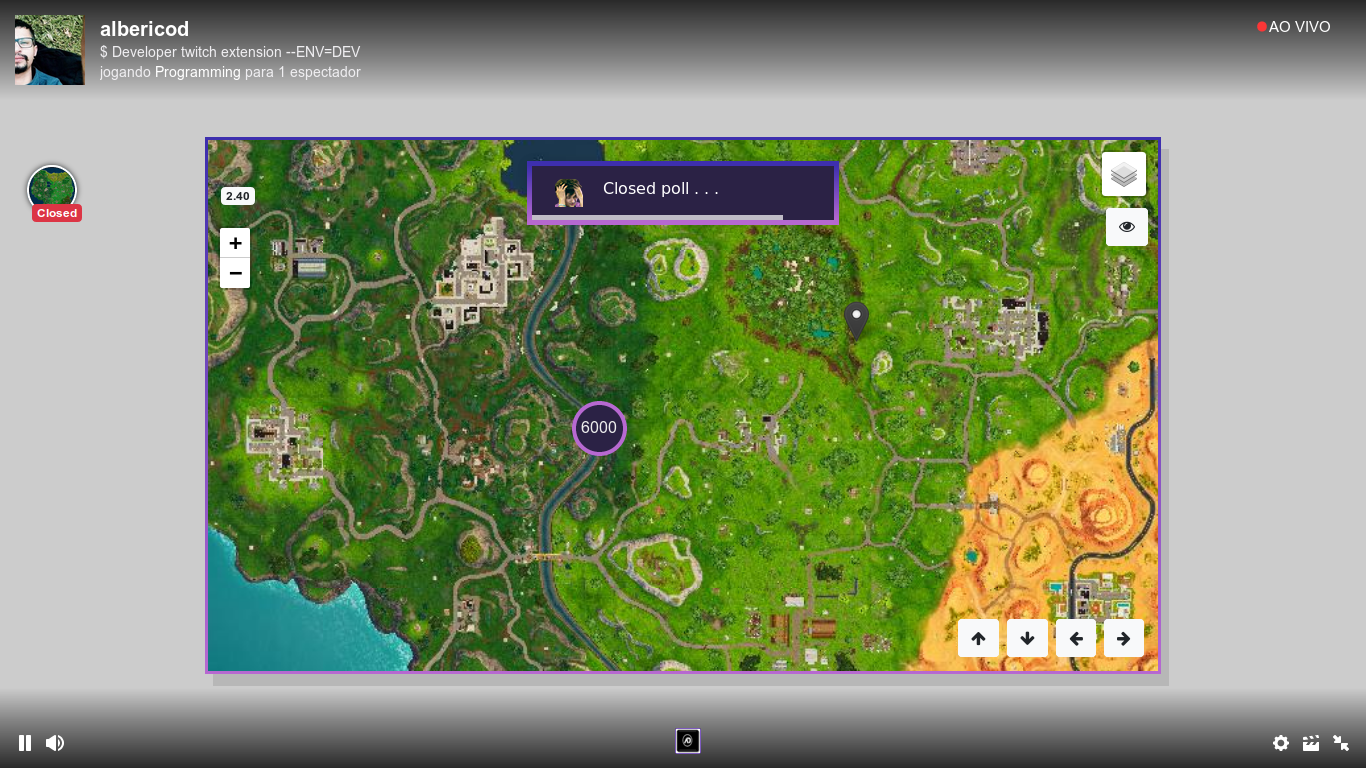 albericod
$ Developer twitch extension --ENV=DEV
jogando Programming para 1 espectador
AO VIVO
Closed
2.40
+
−
Closed poll . . .
6000